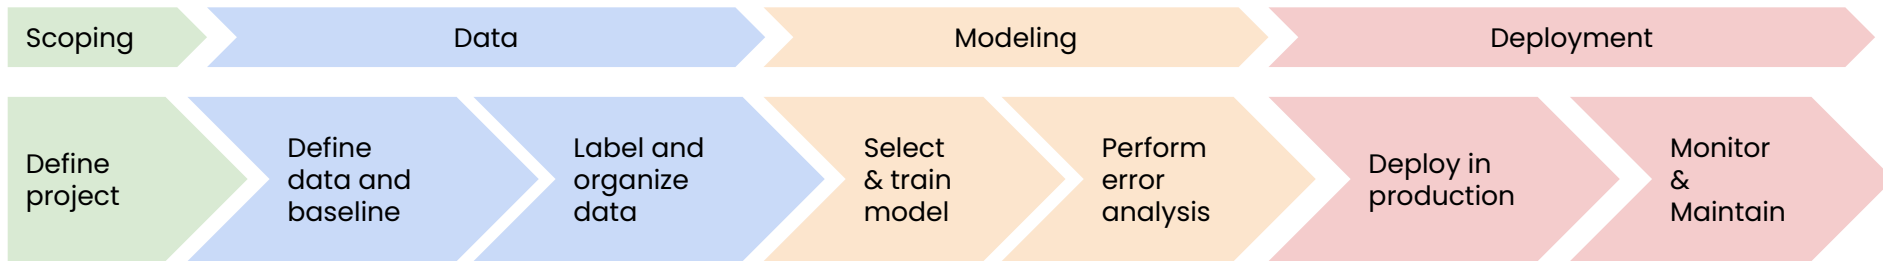 Scoping
Data
Modeling
Deployment
Define
project
Define
data and
baseline
Label and
organize
data
Select
& train
model
Perform
error
analysis
Deploy in
production
Monitor
&
Maintain